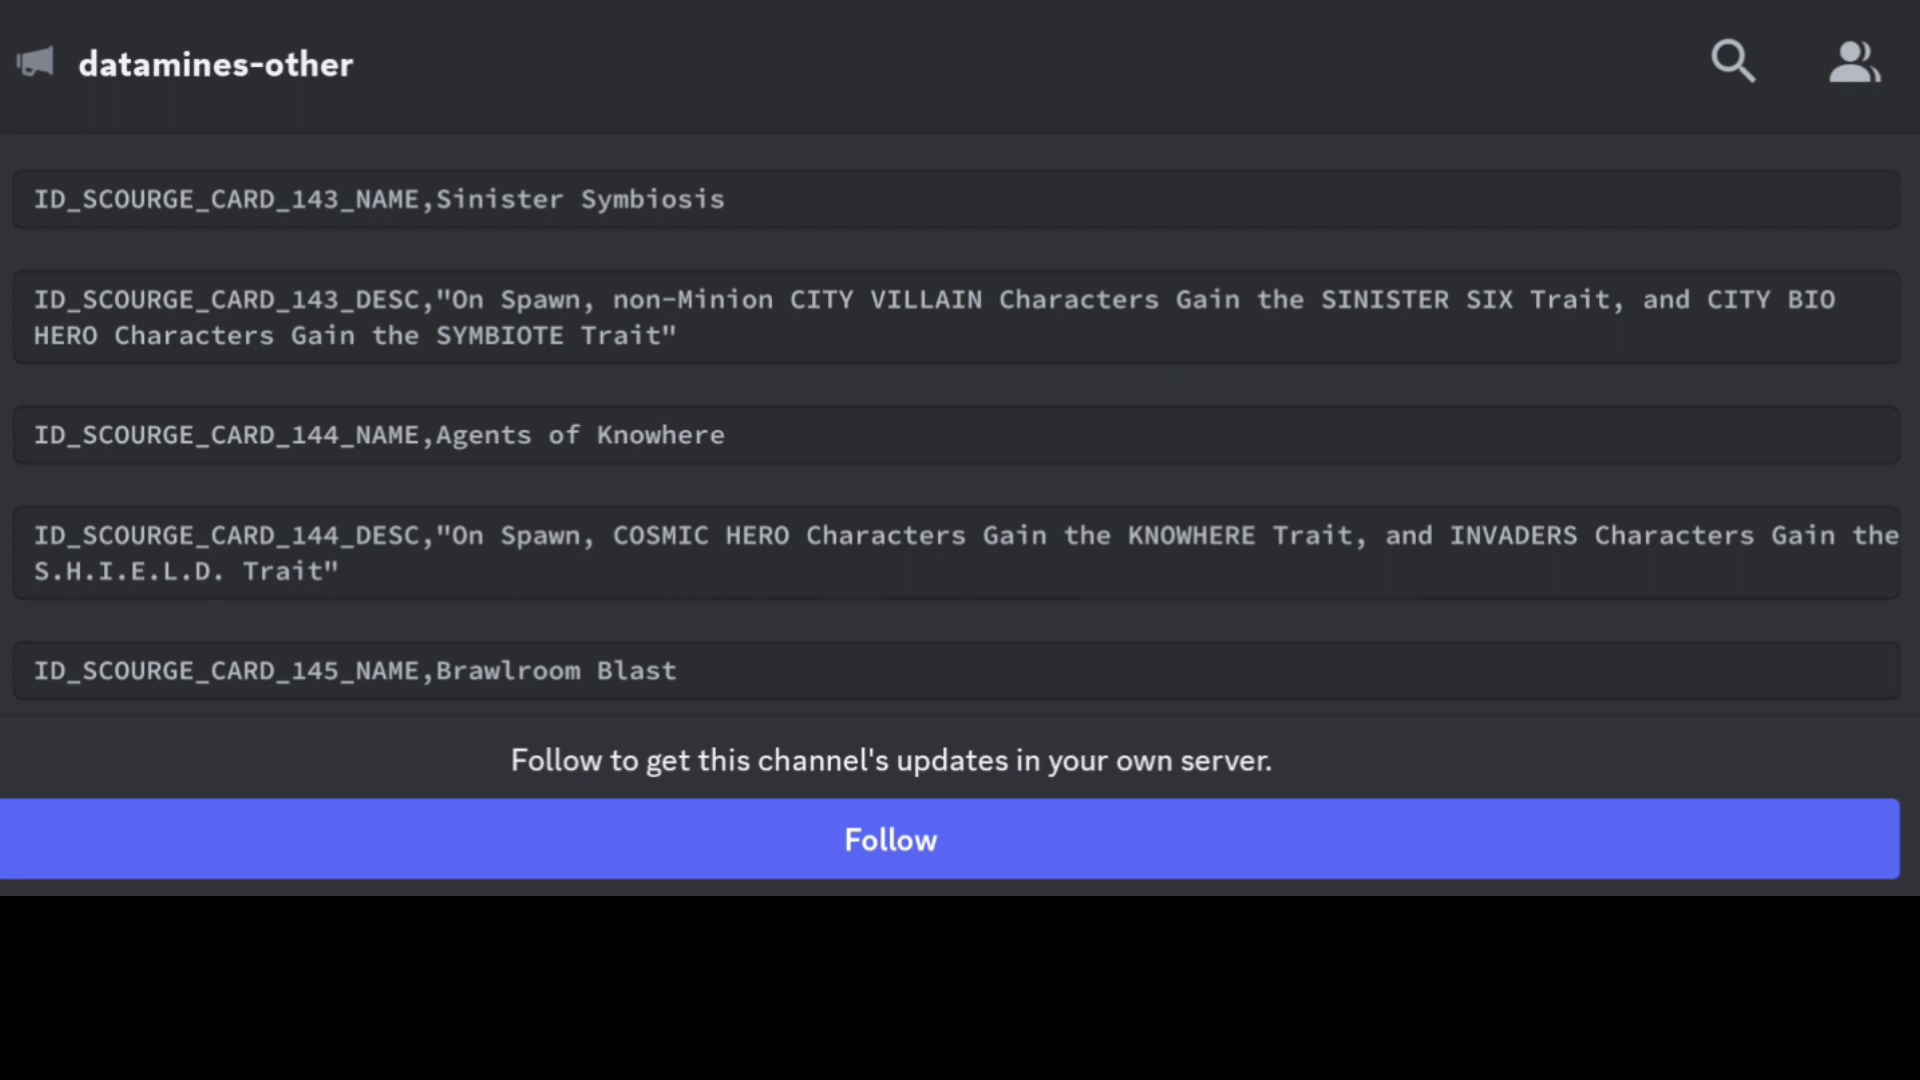 datamines-other
ID_SCOURGE_CARD_143_NAME,Sinister Symbiosis
ID_SCOURGE_CARD_143_DESC,"On Spawn, non-Minion CITY VILLAIN Characters Gain the SINISTER SIX Trait, and CITY BIO
HERO Characters Gain the SYMBIOTE Trait"
ID_SCOURGE_CARD_144_NAME,Agents of Knowhere
ID_SCOURGE_CARD_144_DESC,"On Spawn, COSMIC HERO Characters Gain the KNOWHERE Trait, and INVADERS Characters Gain the
S.H.I.E.L.D. Trait"
ID_SCOURGE_CARD_145_NAME,Brawlroom Blast
Follow to get this channel's updates in your own server.
Follow